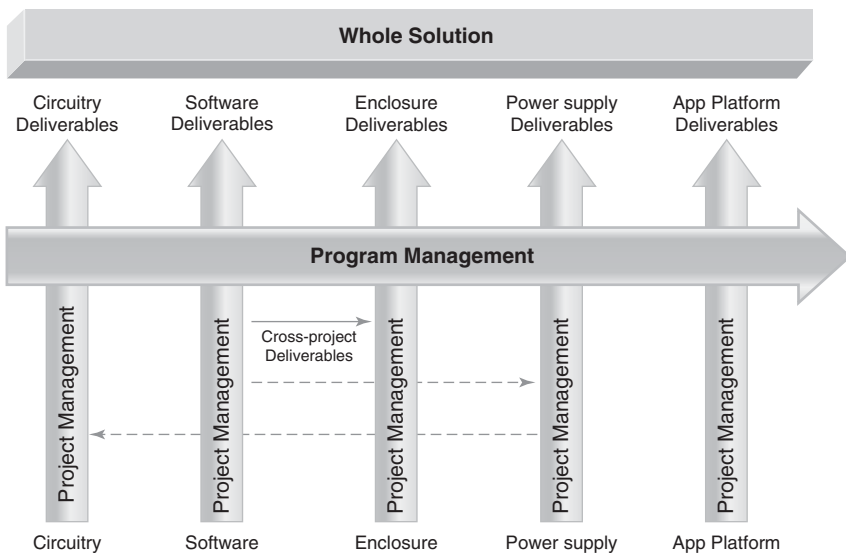 Whole Solution
Circuitry
Deliverables
Software
Deliverables
Enclosure
Deliverables
Power supply
Deliverables
App Platform
Deliverables
Program Management
Project Management
Project Management
Project Management
Project Management
Project Management
Cross-project
Deliverables
Circuitry
Software
Enclosure
Power supply
App Platform